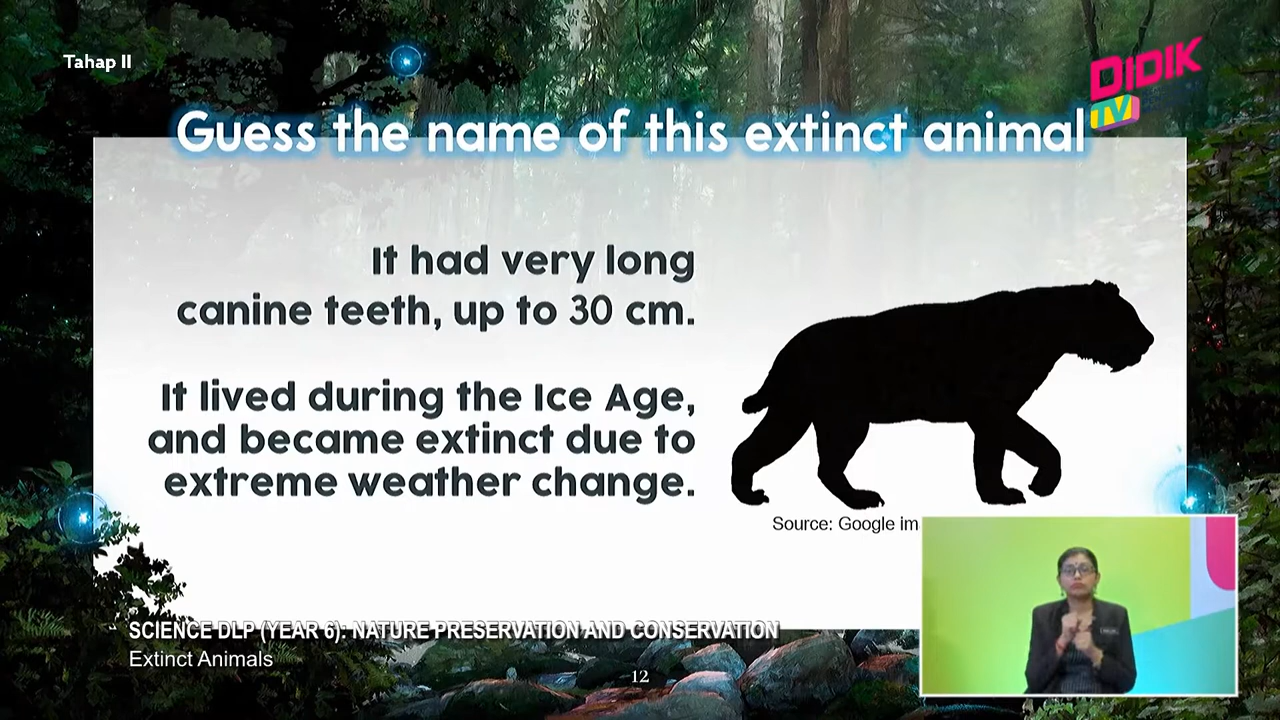 Tahap II
DIDIK
TV
Guess the name of this extinct animal
It had very long
canine teeth, up to 30 cm.
It lived during the Ice Age,
and became extinct due to
extreme weather change.
Source: Google im
SCIENCE DLP (YEAR 6): NATURE PRESERVATION AND CONSERVATION
Extinct Animals
12